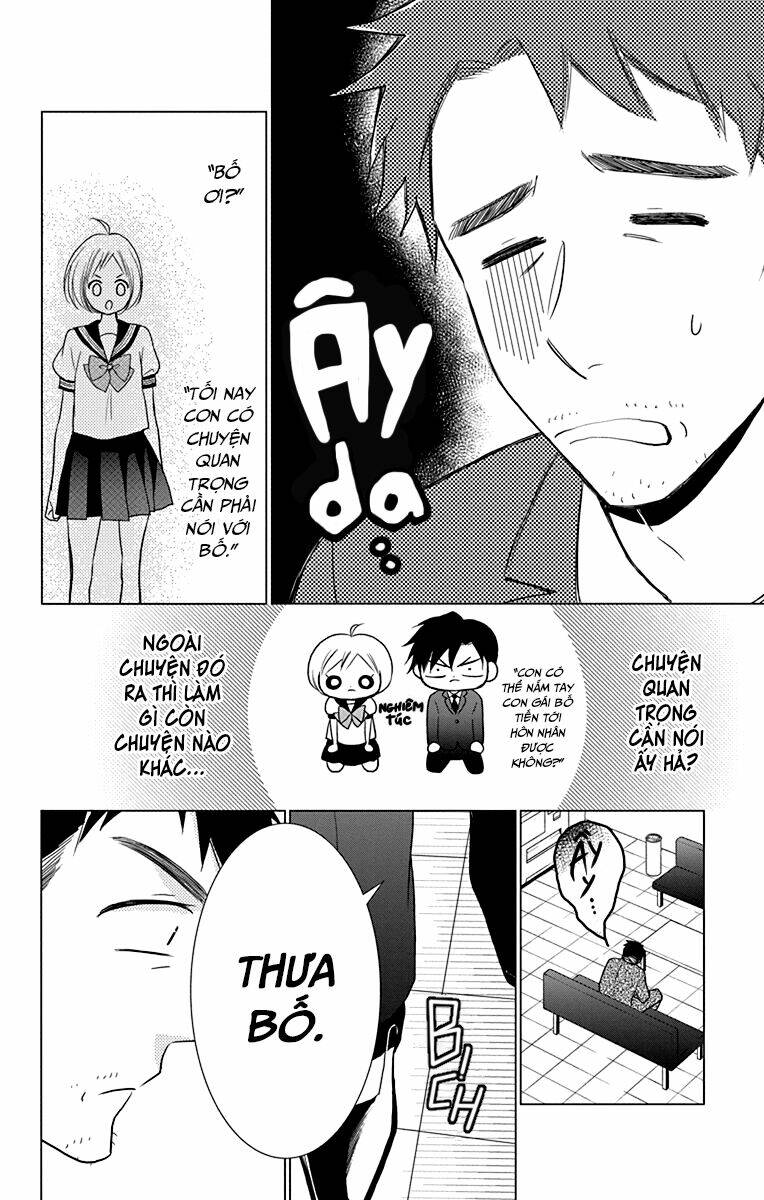 Ây
da
"BỐ
ƠI?"
"TỐI NAY
CON CÓ
CHUYỆN
QUAN
TRỌNG
CẦN PHẢI
NÓI VỚI
BỐ."
CHUYỆN
QUAN
TRỌNG
CẦN NÓI
ẤY HẢ?
"CON CÓ
THỂ NẮM TAY
CON GÁI BỐ
TIẾN TỚI
HÔN NHÂN
ĐƯỢC
KHÔNG?"
NGHIÊM
TÚC
NGOÀI
CHUYỆN ĐÓ
RA THÌ LÀM
GÌ CÒN
CHUYỆN NÀO
KHÁC...
ÂY
Y...
BỊCH
THƯA
BỐ.